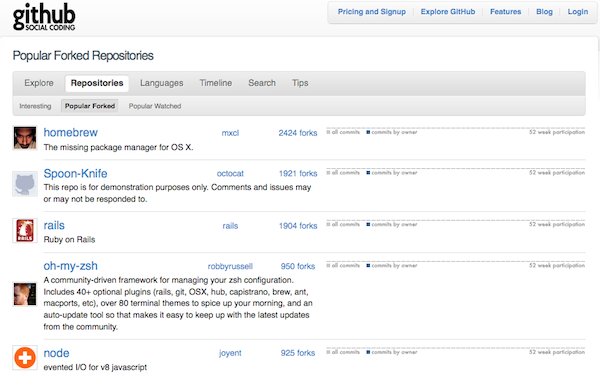 github
SOCIAL CODING
Pricing and Signup Explore GitHub Features Blog Login
Popular Forked Repositories
Explore Repositories Languages Timeline Search Tips
Interesting Popular Forked Popular Watched
homebrew mxcl 2424 forks all commits commits by owner 52 week participation
The missing package manager for OS X.
Spoon-Knife octocat 1921 forks all commits commits by owner 52 week participation
This repo is for demonstration purposes only. Comments and issues may
or may not be responded to.
rails rails 1904 forks all commits commits by owner 52 week participation
RAILS
Ruby on Rails
oh-my-zsh robbyrussell 950 forks all commits commits by owner 52 week participation
A community-driven framework for managing your zsh configuration.
Includes 40+ optional plugins (rails, git, OSX, hub, capistrano, brew, ant,
macports, etc), over 80 terminal themes to spice up your morning, and an
auto-update tool so that makes it easy to keep up with the latest updates
from the community.
node joyent 925 forks all commits commits by owner 52 week participation
evented I/O for v8 javascript